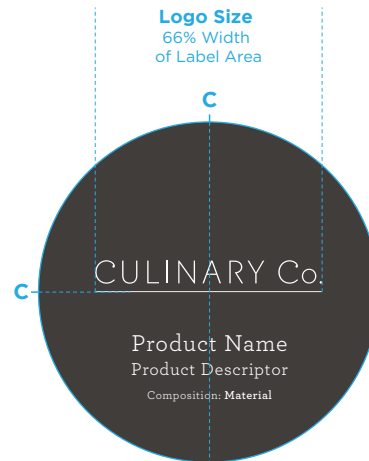 Logo Size
66% Width
of Label Area
C
CULINARY Co.
C
Product Name
Product Descriptor
Composition: Material